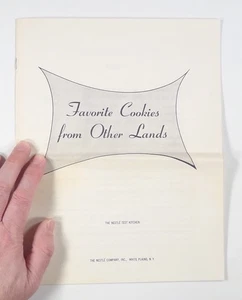 Favorite Cookies
from Other Lands
THE NESTLE TEST KITCHEN
THE NESTLE COMPANY, INC., WHITE PLAINS, N.Y.